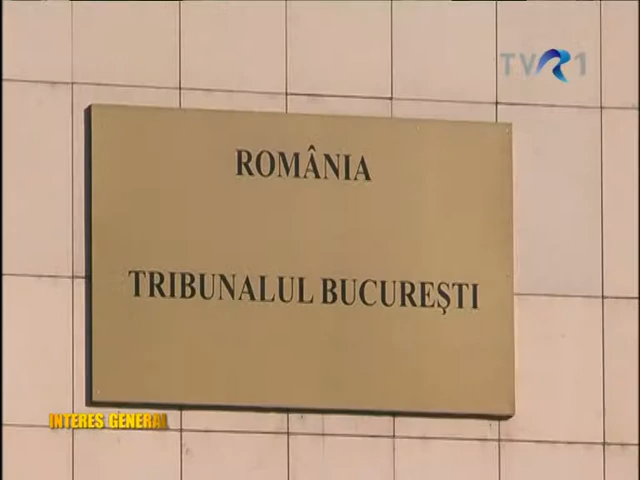 TVR1
ROMÂNIA
TRIBUNALUL BUCUREŞTI
INTERES GENERAL